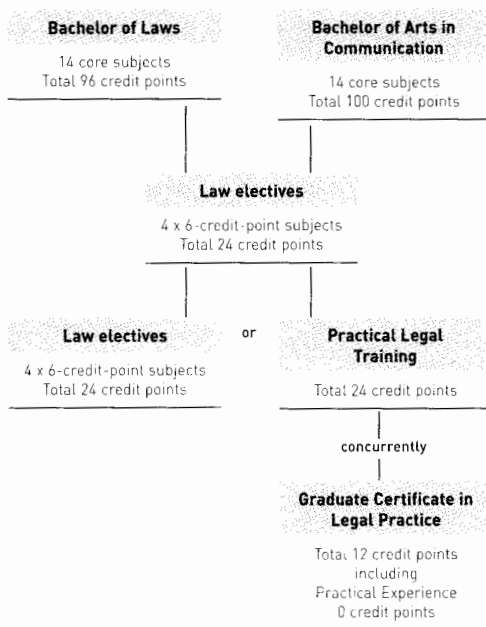 Bachelor of Laws
14 core subjects
Total 96 credit points
Bachelor of Arts in
Communication
14 core subjects
Total 100 credit points
Law electives
4 x 6-credit-point subjects
Total 24 credit points
Law electives
4 x 6-credit-point subjects
Total 24 credit points
or
Practical Legal
Training
Total 24 credit points
concurrently
Graduate Certificate in
Legal Practice
Total 12 credit points
including
Practical Experience
0 credit points